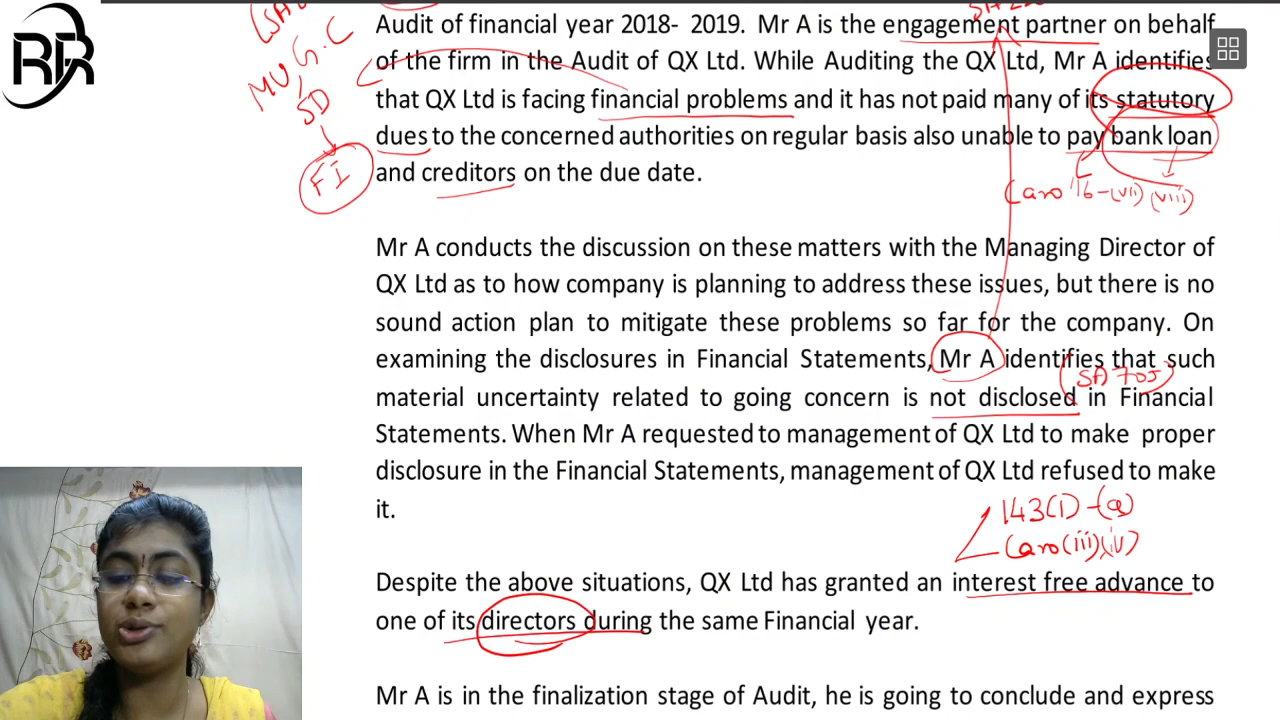 RR
Audit of financial year 2018- 2019. Mr A is the engagement partner on behalf
of the firm in the Audit of QX Ltd. While Auditing the QX Ltd, Mr A identifies
that QX Ltd is facing financial problems and it has not paid many of its statutory
dues to the concerned authorities on regular basis also unable to pay bank loan
and creditors on the due date.
MU G.C
SD
FI
Caro '16-(vii) (viii)
Mr A conducts the discussion on these matters with the Managing Director of
QX Ltd as to how company is planning to address these issues, but there is no
sound action plan to mitigate these problems so far for the company. On
examining the disclosures in Financial Statements, Mr A identifies that such
SA 705
material uncertainty related to going concern is not disclosed in Financial
Statements. When Mr A requested to management of QX Ltd to make proper
disclosure in the Financial Statements, management of QX Ltd refused to make
it.
143(1)-(a)
Caro (iii)(iv)
Despite the above situations, QX Ltd has granted an interest free advance to
one of its directors during the same Financial year.
Mr A is in the finalization stage of Audit, he is going to conclude and express